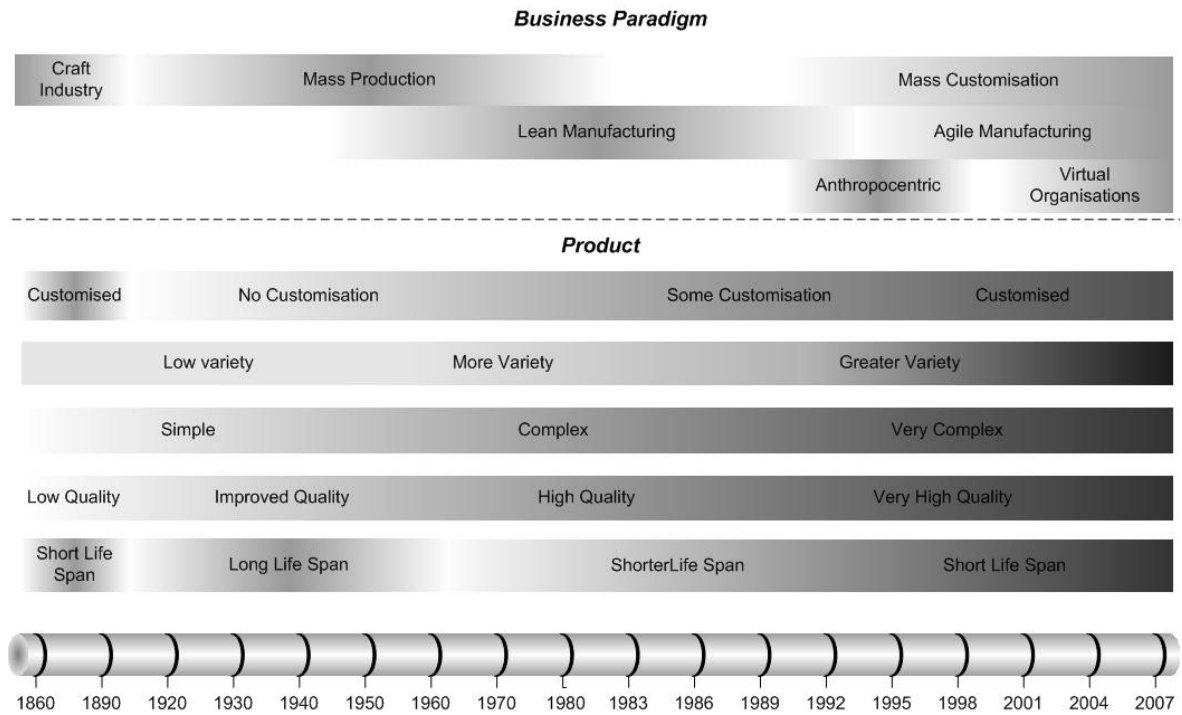 Business Paradigm
Craft
Industry
Mass Production
Mass Customisation
Lean Manufacturing
Agile Manufacturing
Anthropocentric
Virtual
Organisations
Product
Customised
No Customisation
Some Customisation
Customised
Low variety
More Variety
Greater Variety
Simple
Complex
Very Complex
Low Quality
Improved Quality
High Quality
Very High Quality
Short Life
Span
Long Life Span
ShorterLife Span
Short Life Span
1860 1890 1920 1930 1940 1950 1960 1970 1980 1983 1986 1989 1992 1995 1998 2001 2004 2007